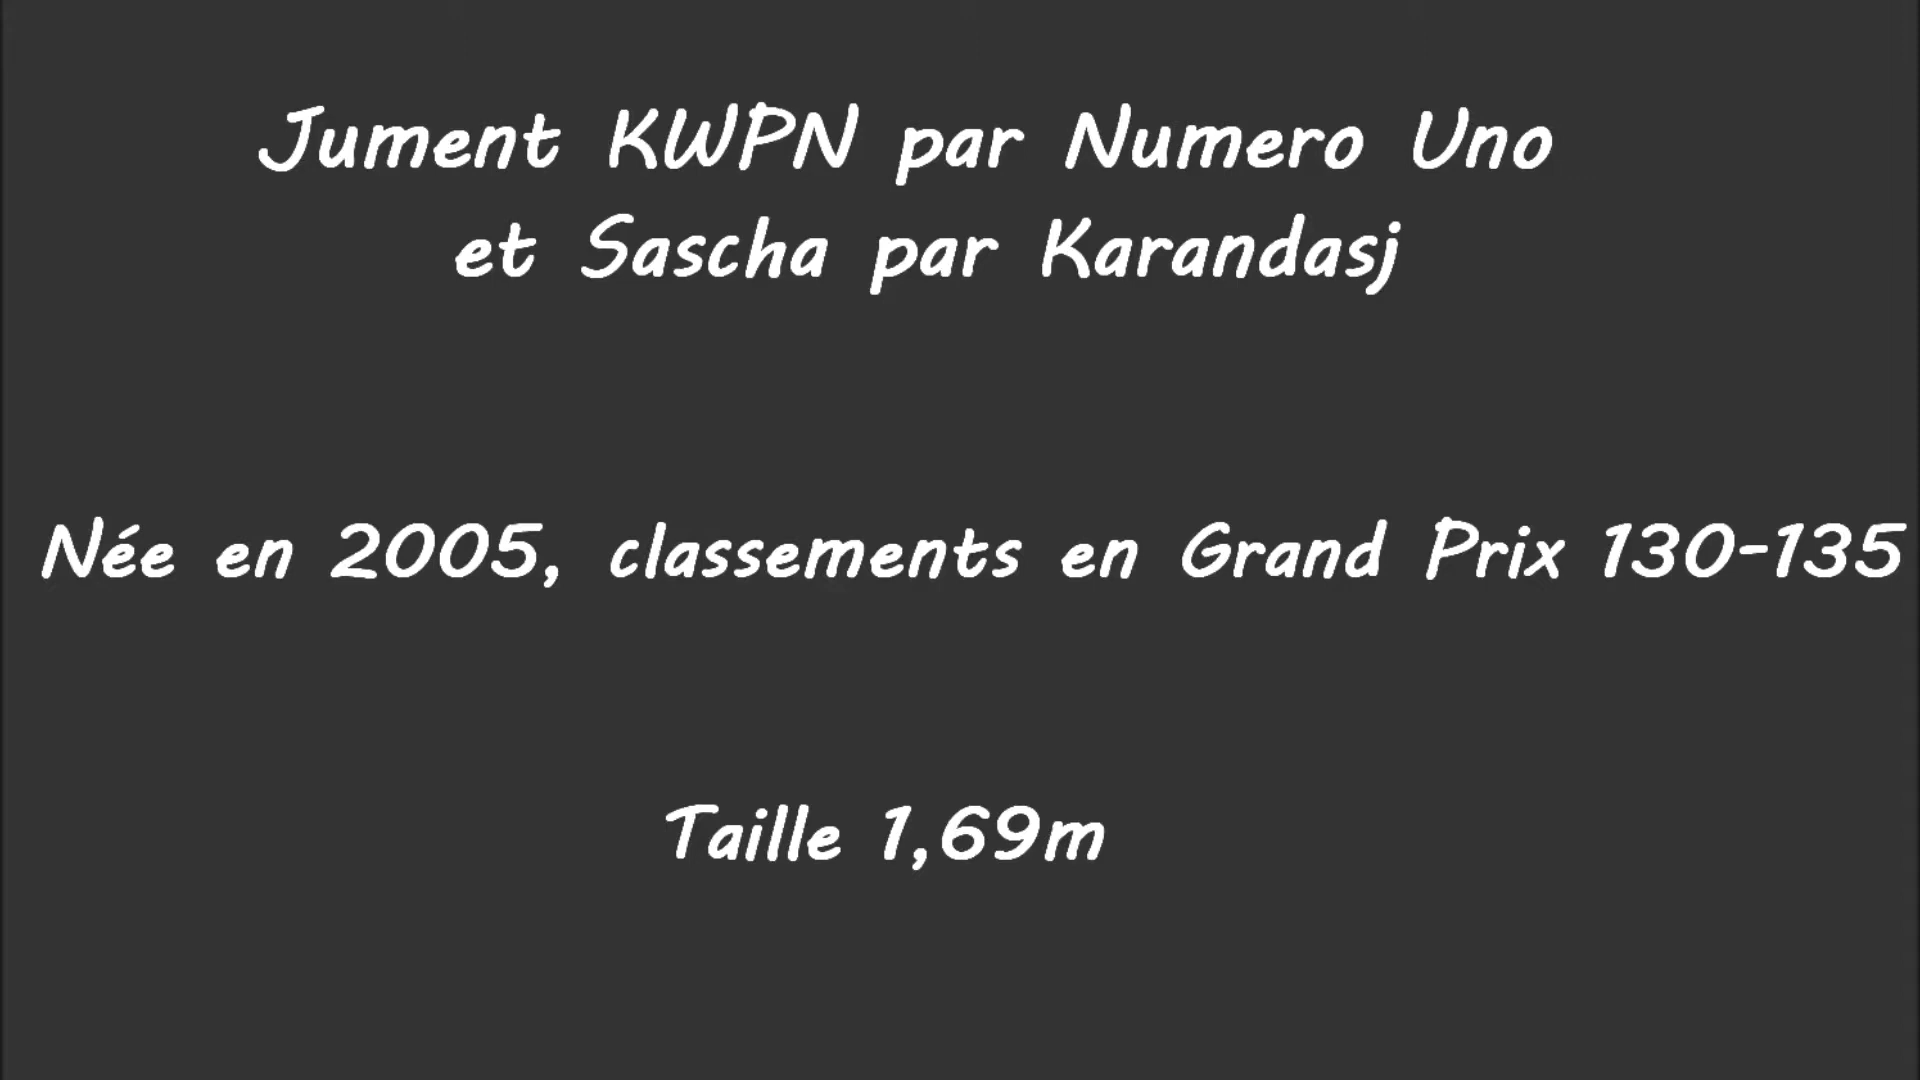 Jument KWPN par Numero Uno
et Sascha par Karandasj
Née en 2005, classements en Grand Prix 130-135
Taille 1,69m